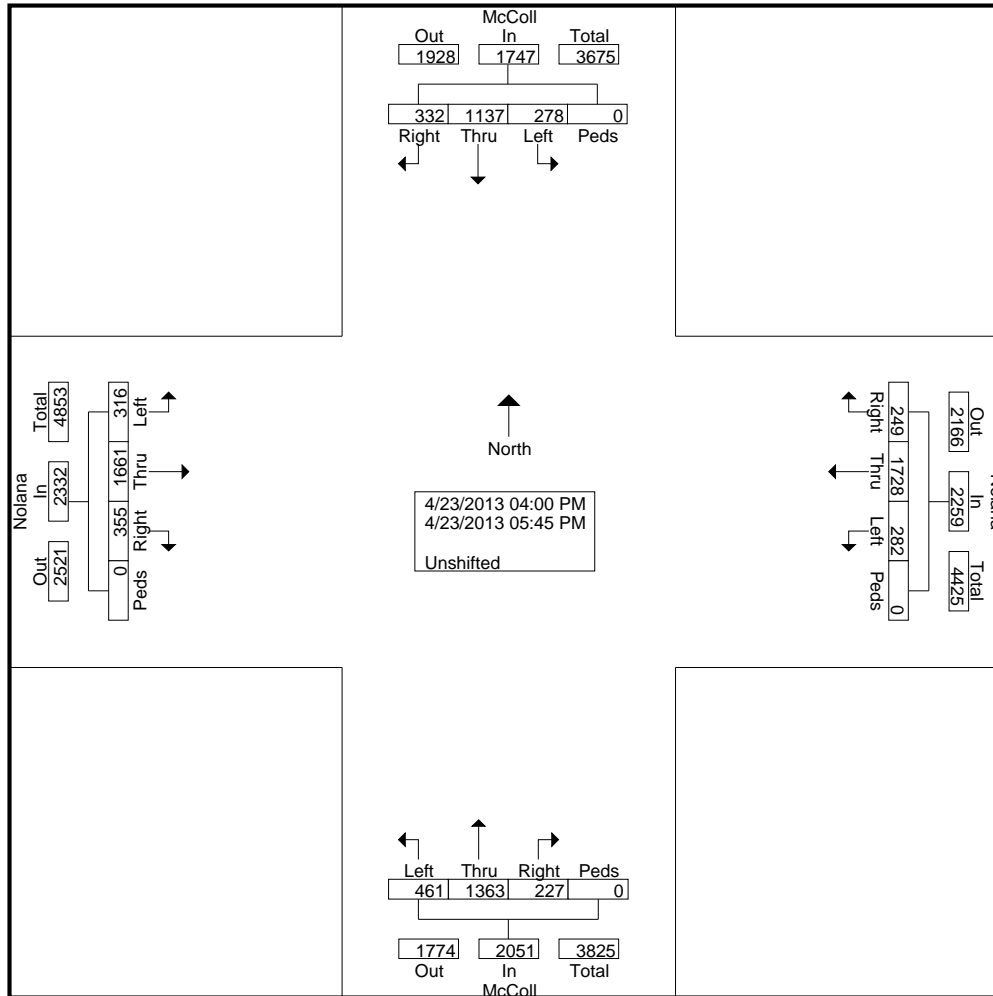 McColl
Out In Total
1928 1747 3675
332 1137 278 0
Right Thru Left Peds
Nolana
Total In Out
4853 2332 2521
316 1661 355 0
Left Thru Right Peds
North
4/23/2013 04:00 PM
4/23/2013 05:45 PM
Unshifted
Right Thru Left Peds
249 1728 282 0
2166 2259 4425
Out In Total
Left Thru Right Peds
461 1363 227 0
1774 2051 3825
Out In Total
McColl